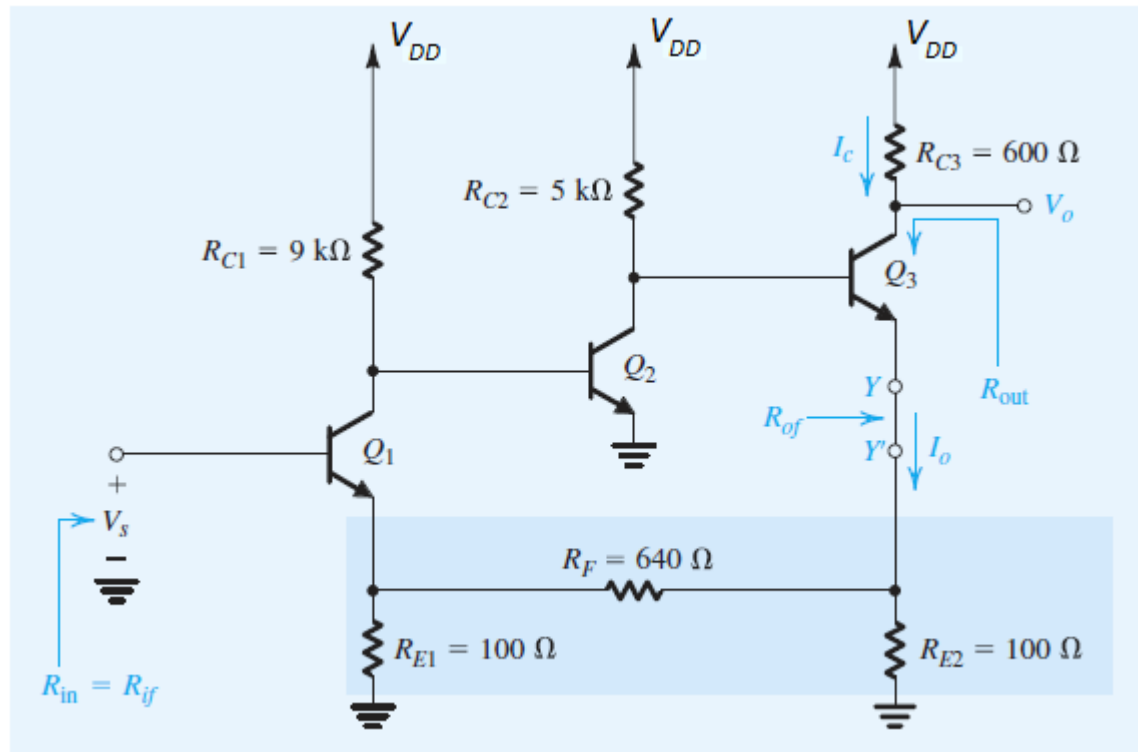 V_DD
V_DD
V_DD
I_c
R_C3 = 600 Ω
R_C2 = 5 kΩ
V_o
R_C1 = 9 kΩ
Q_3
Q_2
Y
R_out
R_of
Q_1
Y'
I_o
+
V_s
−
R_F = 640 Ω
R_E1 = 100 Ω
R_E2 = 100 Ω
R_in = R_if